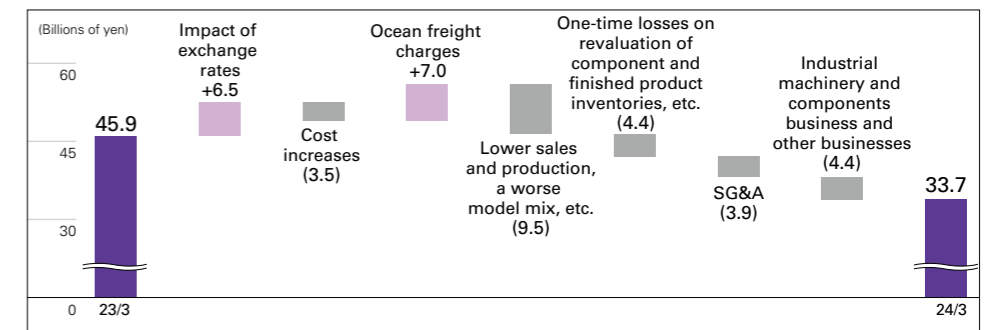 (Billions of yen)
60
45
30
0
45.9
23/3
Impact of
exchange
rates
+6.5
Cost
increases
(3.5)
Ocean freight
charges
+7.0
Lower sales
and production,
a worse
model mix, etc.
(9.5)
One-time losses on
revaluation of
component and
finished product
inventories, etc.
(4.4)
SG&A
(3.9)
Industrial
machinery and
components
business and
other businesses
(4.4)
33.7
24/3